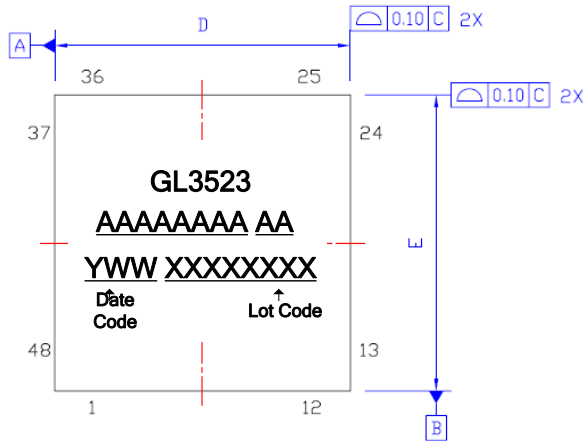 D
0.10 C 2X
A
36 25
0.10 C 2X
37 24
GL3523
AAAAAAAA AA
E
YWW XXXXXXXX
Date Code
Lot Code
48 13
1 12
B